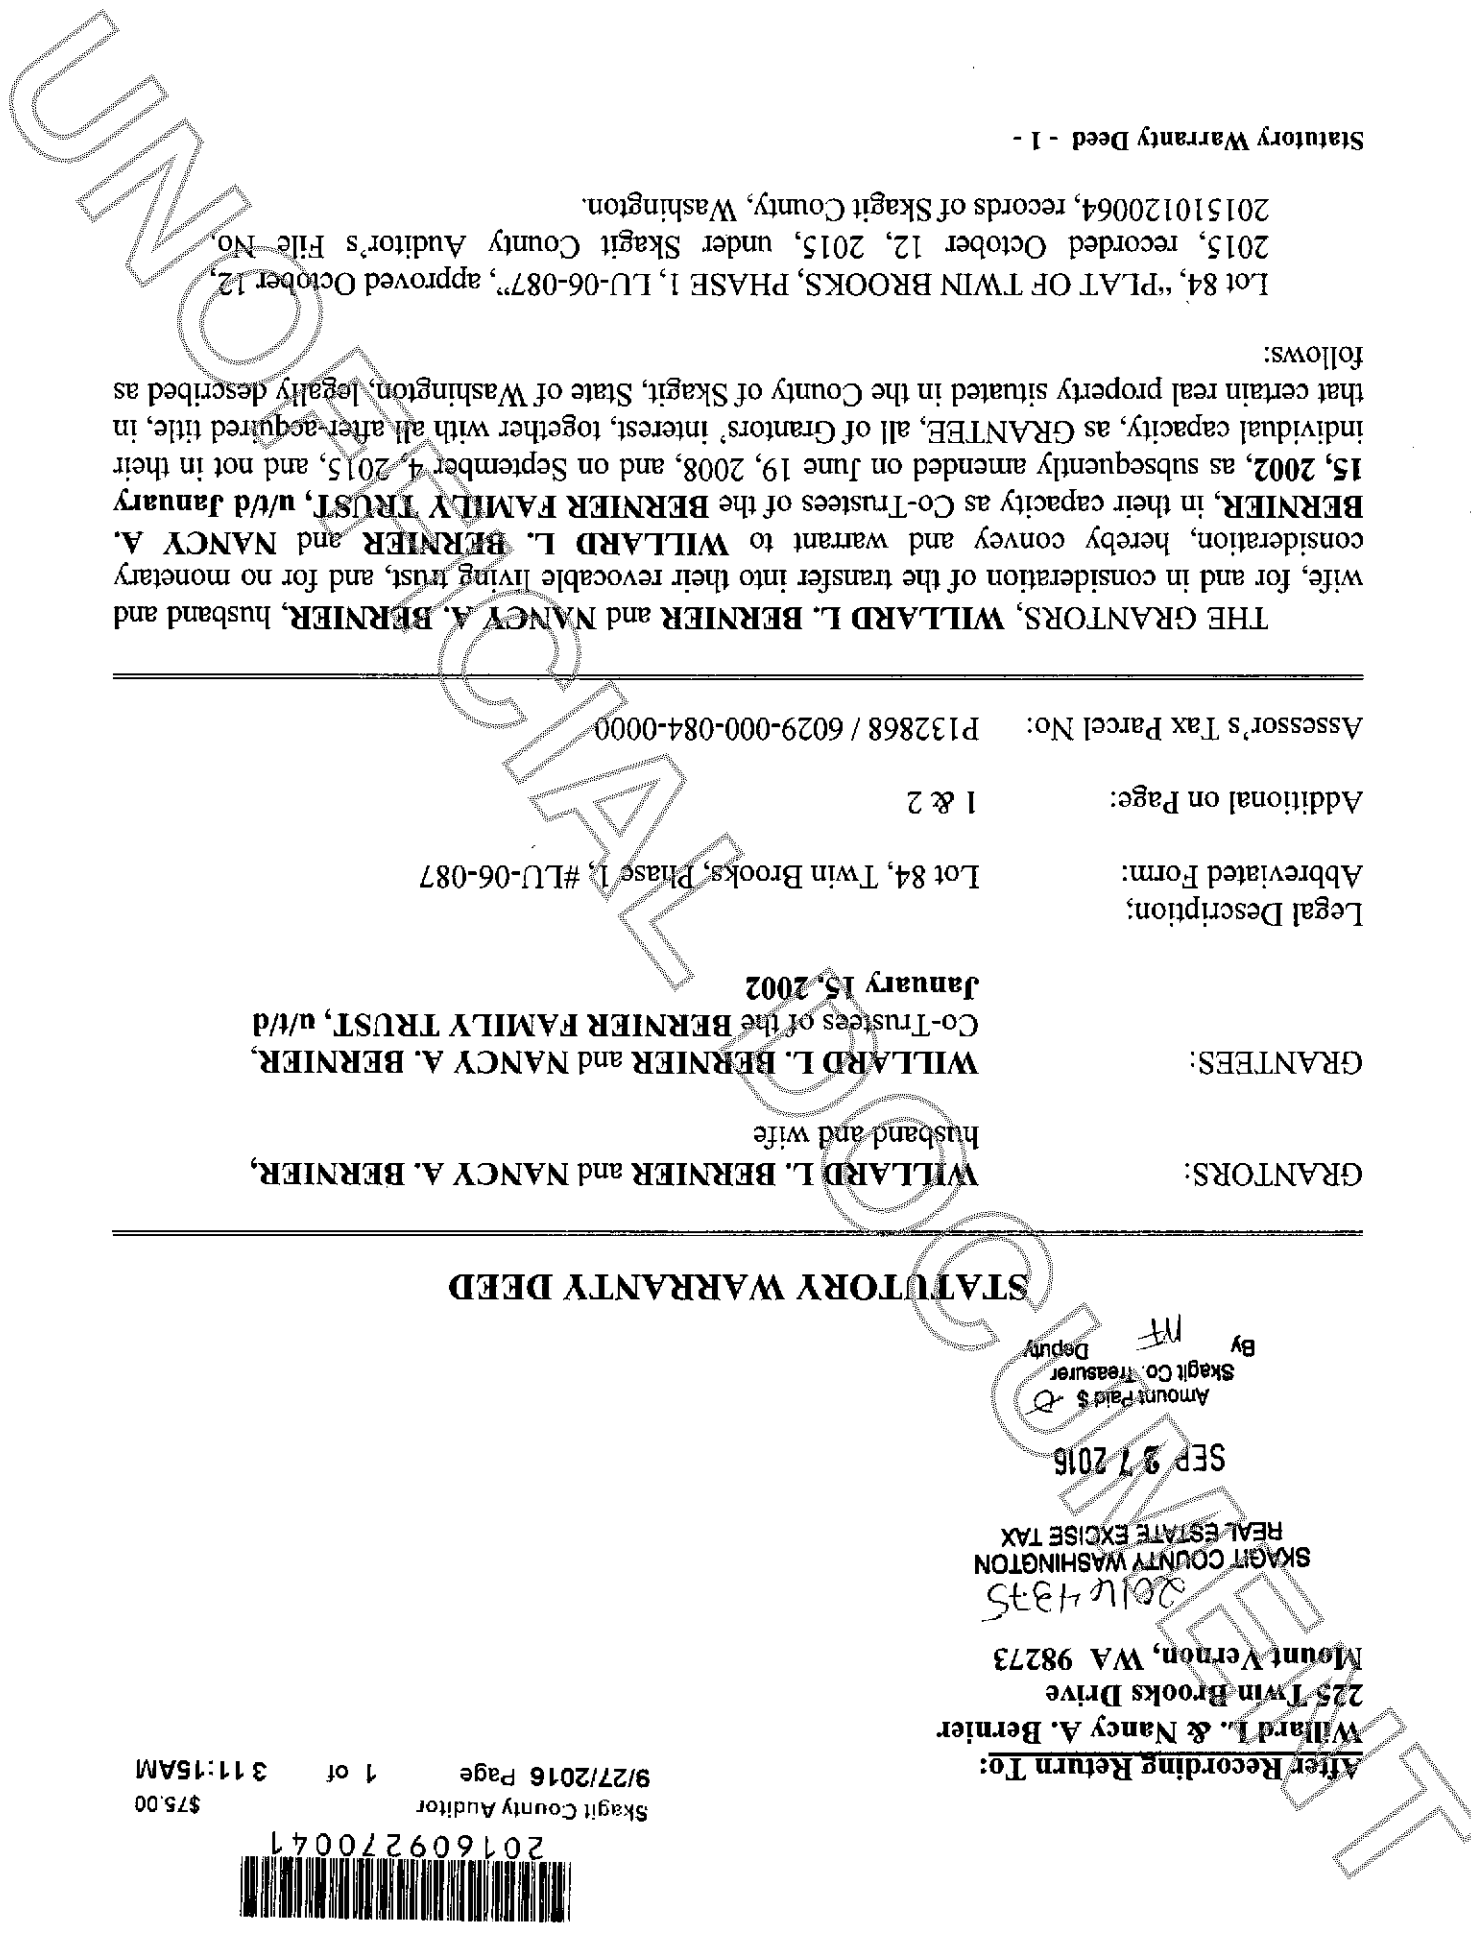 201609270041
Skagit County Auditor $75.00
9/27/2016 Page 1 of 3 11:15AM
After Recording Return To:
Willard L. & Nancy A. Bernier
225 Twin Brooks Drive
Mount Vernon, WA 98273
20164375
SKAGIT COUNTY WASHINGTON
REAL ESTATE EXCISE TAX
SEP 27 2016
Amount Paid $ 0
Skagit Co. Treasurer
By Deputy
STATUTORY WARRANTY DEED
GRANTORS: WILLARD L. BERNIER and NANCY A. BERNIER,
husband and wife
GRANTEES: WILLARD L. BERNIER and NANCY A. BERNIER,
Co-Trustees of the BERNIER FAMILY TRUST, u/t/d
January 15, 2002
Legal Description;
Abbreviated Form: Lot 84, Twin Brooks, Phase 1, #LU-06-087
Additional on Page: 1 & 2
Assessor's Tax Parcel No: P132868 / 6029-000-084-0000
THE GRANTORS, WILLARD L. BERNIER and NANCY A. BERNIER, husband and
wife, for and in consideration of the transfer into their revocable living trust, and for no monetary
consideration, hereby convey and warrant to WILLARD L. BERNIER and NANCY A.
BERNIER, in their capacity as Co-Trustees of the BERNIER FAMILY TRUST, u/t/d January
15, 2002, as subsequently amended on June 19, 2008, and on September 4, 2015, and not in their
individual capacity, as GRANTEE, all of Grantors' interest, together with all after-acquired title, in
that certain real property situated in the County of Skagit, State of Washington, legally described as
follows:
Lot 84, "PLAT OF TWIN BROOKS, PHASE 1, LU-06-087", approved October 12,
2015, recorded October 12, 2015, under Skagit County Auditor's File No.
201510120064, records of Skagit County, Washington.
Statutory Warranty Deed - 1 -
UNOFFICIAL DOCUMENT